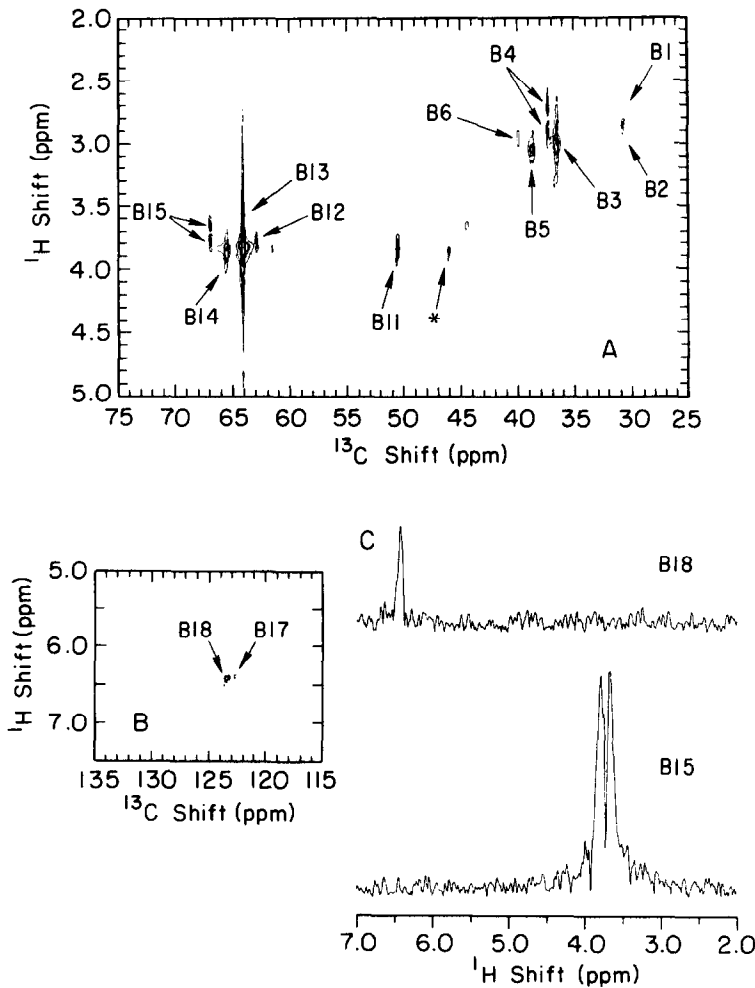 2.0
2.5
3.0
3.5
4.0
4.5
5.0
¹H Shift (ppm)
B4
B1
B6
B13
B2
B3
B15
B12
B5
B14
B11
*
A
75 70 65 60 55 50 45 40 35 30 25
¹³C Shift (ppm)
5.0
6.0
7.0
¹H Shift (ppm)
B18 B17
B
135 130 125 120 115
¹³C Shift (ppm)
C
B18
B15
7.0 6.0 5.0 4.0 3.0 2.0
¹H Shift (ppm)